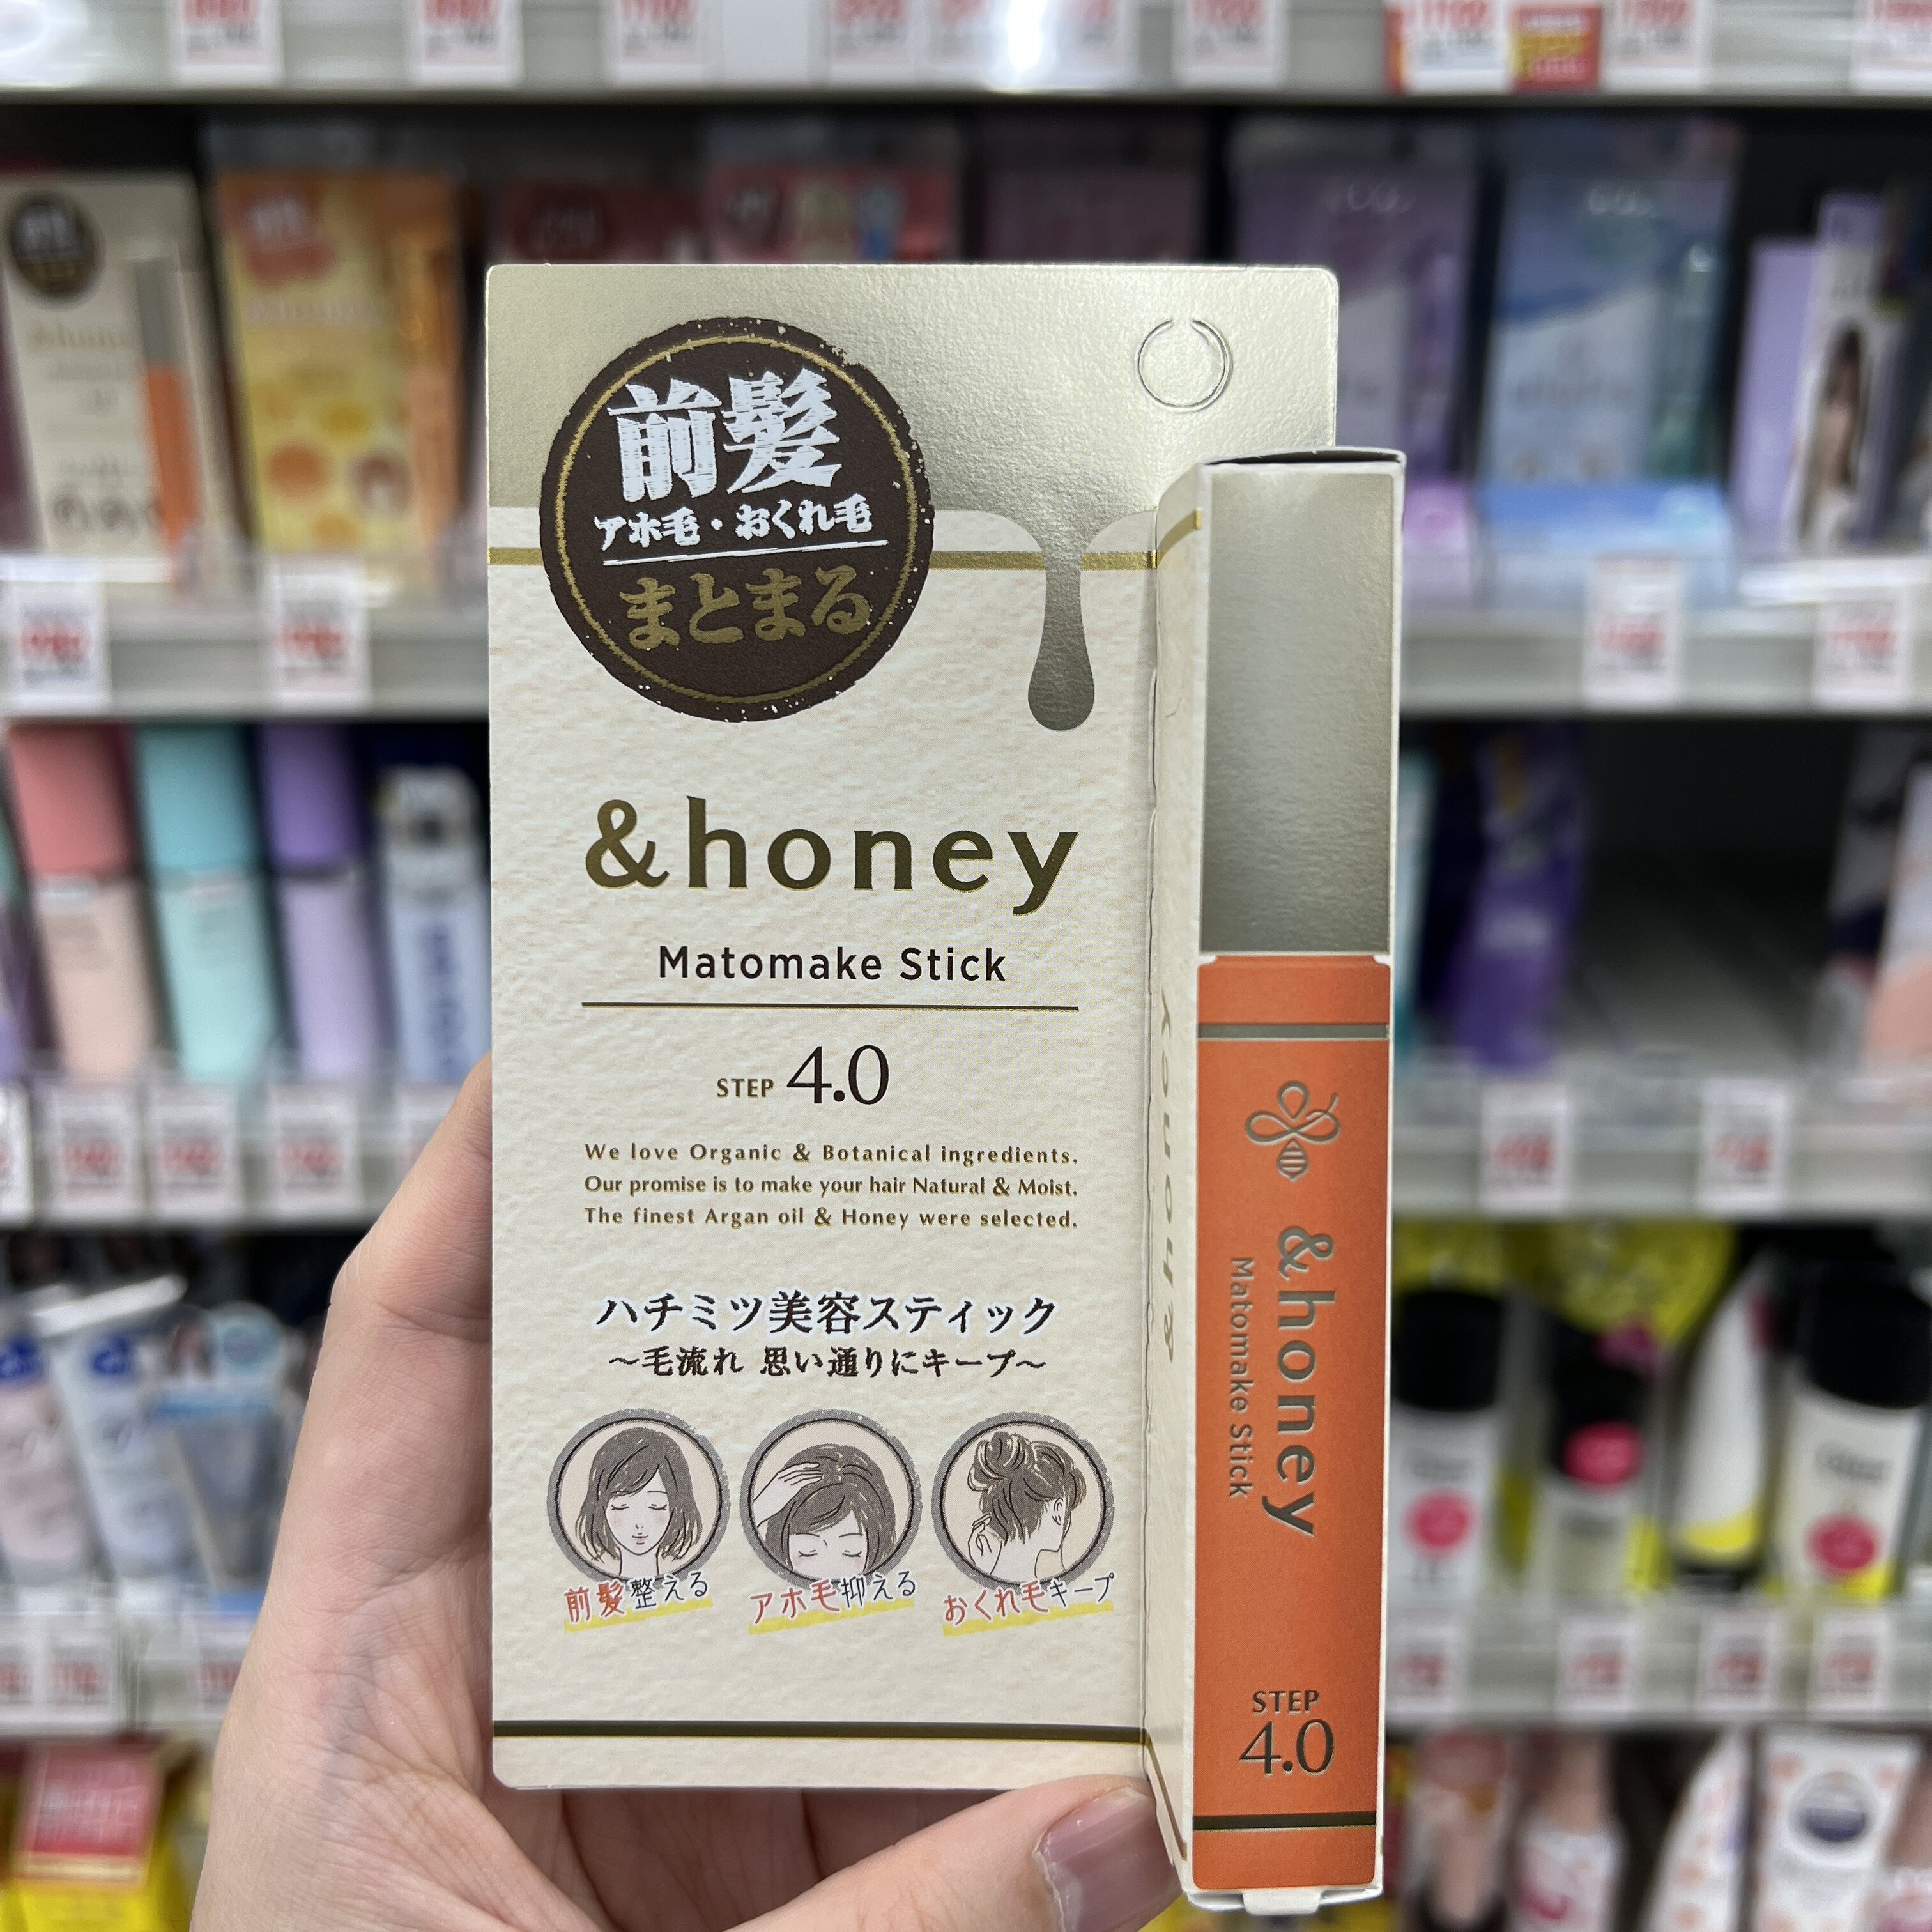 前髪
アホ毛・おくれ毛
まとまる
&honey
Matomake Stick
STEP 4.0
We love Organic & Botanical ingredients.
Our promise is to make your hair Natural & Moist.
The finest Argan oil & Honey were selected.
ハチミツ美容スティック
～毛流れ 思い通りにキープ～
前髪整える
アホ毛抑える
おくれ毛キープ
&honey
&honey
Matomake Stick
STEP
4.0